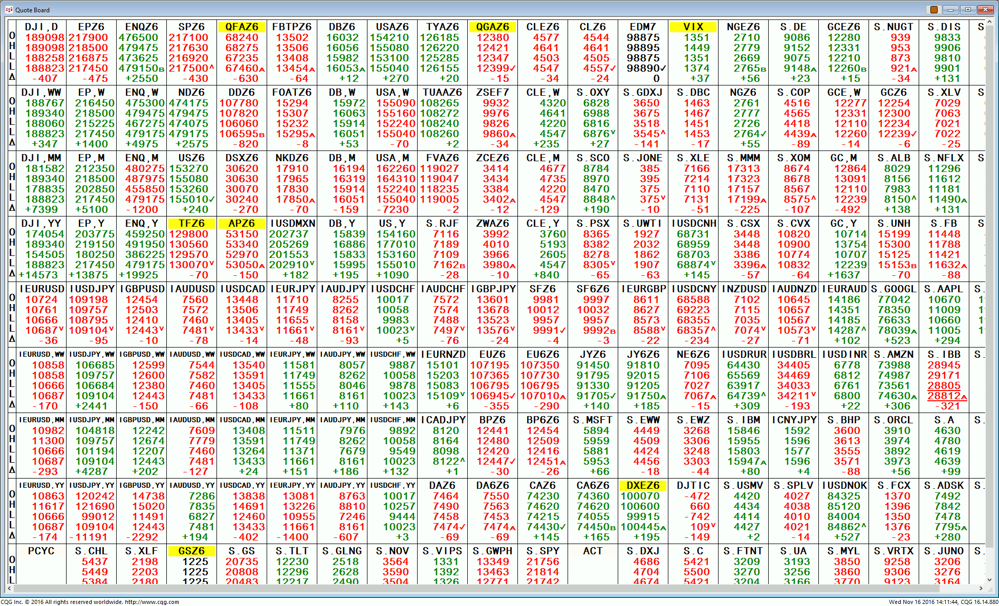 Quote Board
DJI,D EPZ6 ENQZ6 SPZ6 QFAZ6 FBTPZ6 DBZ6 USAZ6 TYAZ6 QGAZ6 CLEZ6 CLZ6 EDM7 VIX NGEZ6 S.DE GCEZ6 S.NUGT S.DIS S
O 189098 217900 476500 217100 68240 13502 16032 154210 126185 12380 4577 4544 98875 1351 2710 9086 12280 939 9833
H 189098 218500 479475 217630 68275 13506 16056 155080 126220 12421 4641 4641 98895 1449 2779 9152 12331 953 9906
L 188258 216875 473625 216920 67235 13408 15982 153100 125285 12347 4503 4505 98875 1351 2669 9075 12210 873 9810
L 188823 217450 479150B 217500^ 67460A 13454A 16053A 155040 126155 12399✓ 4547 4557✓ 98890✓ 1374 2765B 9148A 12260B 921A 9901
Δ -407 -475 +2550 -430 -630 -64 +12 +270 +20 -15 -34 -24 0 +37 +56 +23 +15 -34 +131
DJI,WW EP,W ENQ,W NDZ6 DDZ6 FOATZ6 DB,W USA,W TUAAZ6 ZSEF7 CLE,W S.OXY S.GDXJ S.DBC NGZ6 S.COP GCE,W GCZ6 S.XLV S
O 188767 216450 475300 474175 107780 15294 15972 155090 108265 9932 4320 6828 3650 1463 2761 4516 12277 12254 7029
H 189340 218500 479475 479475 107820 15307 16063 155160 108272 9976 4641 6988 3675 1467 2777 4565 12331 12300 7063
L 188060 215225 467275 474075 106060 15232 15914 152240 108240 9826 4220 6816 3518 1451 2726 4418 12110 12234 7021
L 188823 217450 479175 479175 106595B 15295A 16051 155040 108260 9860A 4547 6876v 3545^ 1453 2764✓ 4439A 12260 12239✓ 7022
Δ +347 +1400 +4975 +2575 -820 -8 +53 -70 +2 -34 +235 +27 -141 -17 +55 -89 -14 -6 -25
DJI,MM EP,M ENQ,M USZ6 DSXZ6 NKDZ6 DB,M USA,M FVAZ6 ZCEZ6 CLE,M S.SCO S.JONE S.XLE S.MMM S.XOM GC,M S.ALB S.NFLX S
O 181582 212350 480275 153270 30620 17910 16194 162260 119027 3414 4677 8784 385 7166 17313 8674 12864 8029 11296
H 189340 218500 487975 155080 30630 17965 16319 164310 119047 3434 4735 8970 395 7214 17323 8678 13091 8156 11612
L 178835 202850 455850 153260 30070 17830 15914 152240 118235 3384 4220 8470 375 7110 17157 8567 12110 7983 11181
L 188823 217450 479175 155010✓ 30240 17850A 16051 155040 119005 3402A 4547 8848^ 375v 7131 17199A 8575^ 12239 8150^ 11490A
Δ +7399 +5100 -1200 +240 -270 -70 -159 -7230 -2 -12 -129 +190 -10 -51 -225 -107 -492 +138 +131
DJI,YY EP,Y ENQ,Y TFZ6 APZ6 IUSDMXN DB,Y US,Y S.RJF ZWAZ6 CLE,Y S.PSX S.UWTI IUSDCNH S.CSX S.CVX GC,Y S.UNH S.FB S
O 174054 203775 459250 129800 53150 202737 15839 154160 7116 3992 3760 8365 1927 68731 3448 10820 10714 15199 11448
H 189340 219150 491950 130560 53340 205269 16886 177010 7189 4010 5193 8382 2032 68959 3448 10900 13754 15300 11788
L 154505 180250 386225 129570 52970 201553 15833 153160 7109 3966 2605 8278 1862 68703 3386 10774 10707 15125 11421
L 188823 217450 479175 130070v 53050A 202910v 15995 155010 7162B 3980A 4547 8305v 1907 68874v 3396A 10832 12239 15153B 11632A
Δ +14573 +13875 +19925 -70 -150 +182 +195 +1090 -28 -10 +840 -65 -63 +145 -57 -64 +1637 -70 -88
IEURUSD IUSDJPY IGBPUSD IAUDUSD IUSDCAD IEURJPY IAUDJPY IUSDCHF IAUDCHF IGBPJPY SFZ6 SF6Z6 IEURGBP IUSDCNY INZDUSD IAUDNZD IEURAUD S.GOOGL S.AAPL S.
O 10724 109198 12454 7560 13448 11710 8255 10017 7572 13601 9981 9997 8611 68588 7102 10645 14186 77042 10670
H 10761 109757 12503 7572 13506 11749 8262 10058 7574 13678 10012 10032 8627 69223 7115 10657 14351 78350 11009
L 10666 108795 12410 7460 13405 11655 8158 9983 7488 13523 9957 9957 8573 68355 7035 10567 14185 76633 10660
L 10687v 109104v 12443v 7481v 13433v 11661v 8161v 10023v 7497v 13576v 9991✓ 9992B 8588v 68357^ 7074v 10573v 14287^ 78039A 11005
Δ -36 -95 -10 -78 -14 -48 -93 +5 -76 -24 -4 -3 -22 -234 -27 -71 +102 +523 +294
IEURUSD,WW IUSDJPY,WW IGBPUSD,WW IAUDUSD,WW IUSDCAD,WW IEURJPY,WW IAUDJPY,WW IUSDCHF,WW IEURNZD EUZ6 EU6Z6 JYZ6 JY6Z6 NE6Z6 IUSDRUR IUSDBRL IUSDINR S.AMZN S.IBB S.
O 10858 106685 12599 7544 13540 11581 8057 9887 15101 107195 107350 91450 91810 7095 64430 34405 6778 73988 28945
H 10858 109757 12600 7582 13591 11749 8262 10058 15203 107365 107730 91795 92015 7106 65569 34469 6812 74987 29171
L 10666 106684 12380 7460 13405 11555 8046 9878 15083 106795 106795 91330 91205 7027 63917 34033 6761 73561 28805
L 10687 109104 12443 7481 13433 11661 8161 10023 15109v 106945✓ 107010A 91705✓ 91750A 7067A 64739^ 34211v 6800 74630A 28812A
Δ -170 +2441 -150 -66 -108 +80 +110 +143 +6 -355 -290 +140 +185 -15 +309 -193 +22 +306 -321
IEURUSD,MM IUSDJPY,MM IGBPUSD,MM IAUDUSD,MM IUSDCAD,MM IEURJPY,MM IAUDJPY,MM IUSDCHF,MM ICADJPY BPZ6 BP6Z6 S.MSFT S.EWW S.EWZ S.IBM ICNYJPY S.BHP S.ORCL S.A S.
O 10982 104818 12242 7609 13408 11511 7976 9892 8120 12441 12454 5894 4449 3268 15846 1592 3600 3910 4630
H 11300 109757 12674 7779 13591 11749 8262 10058 8164 12480 12509 5959 4509 3306 15955 1596 3613 3974 4780
L 10666 101194 12207 7460 13264 11371 7679 9549 8098 12420 12416 5881 4424 3248 15803 1577 3555 3892 4619
L 10687 109104 12443 7481 13433 11661 8161 10023 8122^ 12447✓ 12451A 5953 4456 3303 15947A 1596 3571 3973 4639
Δ -293 +4287 +202 -127 +24 +151 +186 +132 +1 -30 -26 +66 -18 -44 +80 +4 -88 +56 +99
IEURUSD,YY IUSDJPY,YY IGBPUSD,YY IAUDUSD,YY IUSDCAD,YY IEURJPY,YY IAUDJPY,YY IUSDCHF,YY DAZ6 DA6Z6 CAZ6 CA6Z6 DXEZ6 DJTIC S.USMV S.SPLV IUSDNOK S.FCX S.ADSK S.
O 10863 120242 14738 7286 13838 13081 8763 10017 7464 7550 74230 74360 100070 -472 4420 4027 84325 1370 7492
H 11617 121690 15020 7835 14691 13226 8810 10257 7490 7563 74620 74620 100600 660 4434 4038 85120 1396 7842
L 10666 99012 11491 6827 12460 10955 7246 9444 7458 7453 74215 74055 99915 -742 4414 4010 84004 1350 7478
L 10687 109104 12443 7481 13433 11661 8161 10023 7474✓ 7474A 74430✓ 74450B 100445A 109v 4427 4021 84862^ 1376 7795A
Δ -174 -11191 -2292 +194 -402 -1400 -607 +3 -69 -69 +145 +165 +195 -149 +2 -14 +527 -23 +280
PCYC S.CHL S.XLF GSZ6 S.GS S.TLT S.GLNG S.NOV S.VIPS S.GWPH S.SPY ACT S.DXJ S.C S.FTNT S.UA S.MYL S.VRTX S.JUNO S.
O 5437 2198 1225 20735 12230 2518 3564 1331 13349 21756 4686 5421 3209 3193 3850 9258 3206
H 5449 2203 1225 20808 12296 2628 3590 1392 13463 21814 4704 5500 3270 3256 3860 9306 3276
L 5384 2180 1225 20483 12217 2490 3504 1326 12771 21742 4674 5421 3204 3166 3770 9123 3164
CQG Inc. © 2016 All rights reserved worldwide. http://www.cqg.com
Wed Nov 16 2016 14:11:44, CQG 16.14.880